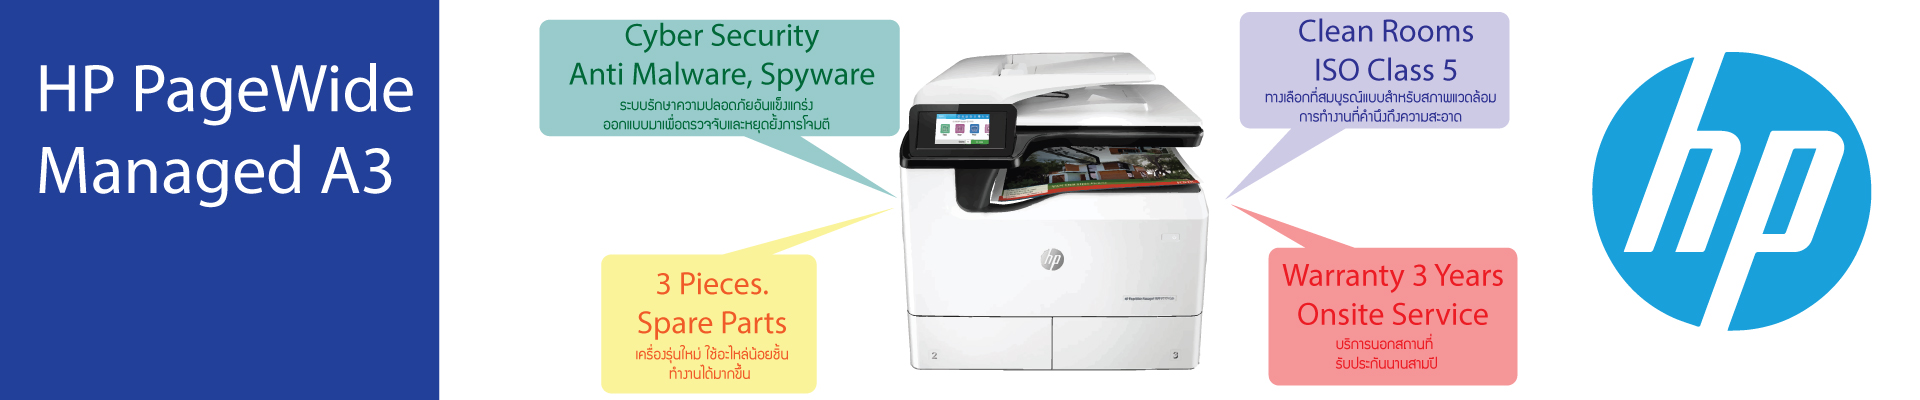 HP PageWide
Managed A3
Cyber Security
Anti Malware, Spyware
ระบบรักษาความปลอดภัยอันแข็งแกร่ง
ออกแบบมาเพื่อตรวจจับและหยุดยั้งการโจมตี
3 Pieces.
Spare Parts
เครื่องรุ่นใหม่ ใช้อะไหล่น้อยชิ้น
ทำงานได้มากขึ้น
hp
2
3
Clean Rooms
ISO Class 5
ทางเลือกที่สมบูรณ์แบบสำหรับสภาพแวดล้อม
การทำงานที่คำนึงถึงความสะอาด
Warranty 3 Years
Onsite Service
บริการนอกสถานที่
รับประกันนานสามปี
hp